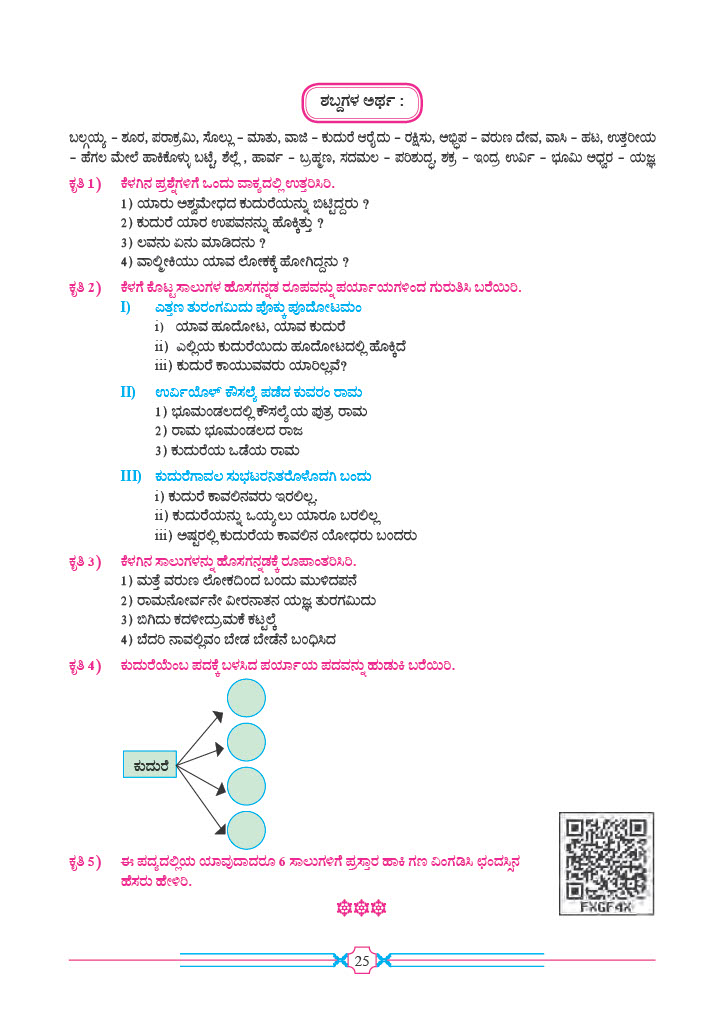 ಶಬ್ದಗಳ ಅರ್ಥ :
ಬಲ್ಗಯ್ಯ – ಶೂರ, ಪರಾಕ್ರಮಿ, ಸೊಲ್ಲು – ಮಾತು, ವಾಜಿ – ಕುದುರೆ ಆರೈದು – ರಕ್ಷಿಸು, ಅಬ್ಧಿಪ – ವರುಣ ದೇವ, ವಾಸಿ – ಹಟ, ಉತ್ತರೀಯ
– ಹೆಗಲ ಮೇಲೆ ಹಾಕಿಕೊಳ್ಳು ಬಟ್ಟೆ, ಶೆಲ್ಲೆ , ಹಾರ್ವ – ಬ್ರಹ್ಮಣ, ಸದಮಲ – ಪರಿಶುದ್ಧ, ಶಕ್ರ – ಇಂದ್ರ ಉರ್ವಿ – ಭೂಮಿ ಅಧ್ವರ – ಯಜ್ಞ
ಕೃತಿ 1) ಕೆಳಗಿನ ಪ್ರಶ್ನೆಗಳಿಗೆ ಒಂದು ವಾಕ್ಯದಲ್ಲಿ ಉತ್ತರಿಸಿರಿ.
1) ಯಾರು ಅಶ್ವಮೇಧದ ಕುದುರೆಯನ್ನು ಬಿಟ್ಟಿದ್ದರು ?
2) ಕುದುರೆ ಯಾರ ಉಪವನನ್ನು ಹೊಕ್ಕಿತ್ತು ?
3) ಲವನು ಏನು ಮಾಡಿದನು ?
4) ವಾಲ್ಮೀಕಿಯು ಯಾವ ಲೋಕಕ್ಕೆ ಹೋಗಿದ್ದನು ?
ಕೃತಿ 2) ಕೆಳಗೆ ಕೊಟ್ಟ ಸಾಲುಗಳ ಹೊಸಗನ್ನಡ ರೂಪವನ್ನು ಪರ್ಯಾಯಗಳಿಂದ ಗುರುತಿಸಿ ಬರೆಯಿರಿ.
I) ಎತ್ತಣ ತುರಂಗಮಿದು ಪೊಕ್ಕು ಪೂದೋಟಮಂ
i) ಯಾವ ಹೂದೋಟ, ಯಾವ ಕುದುರೆ
ii) ಎಲ್ಲಿಯ ಕುದುರೆಯಿದು ಹೂದೋಟದಲ್ಲಿ ಹೊಕ್ಕಿದೆ
iii) ಕುದುರೆ ಕಾಯುವವರು ಯಾರಿಲ್ಲವೆ?
II) ಉರ್ವಿಯೊಳ್ ಕೌಸಲ್ಯೆ ಪಡೆದ ಕುವರಂ ರಾಮ
1) ಭೂಮಂಡಲದಲ್ಲಿ ಕೌಸಲ್ಯೆಯ ಪುತ್ರ ರಾಮ
2) ರಾಮ ಭೂಮಂಡಲದ ರಾಜ
3) ಕುದುರೆಯ ಒಡೆಯ ರಾಮ
III) ಕುದುರೆಗಾವಲ ಸುಭಟರನಿತರೊಳೊದಗಿ ಬಂದು
i) ಕುದುರೆ ಕಾವಲಿನವರು ಇರಲಿಲ್ಲ.
ii) ಕುದುರೆಯನ್ನು ಒಯ್ಯಲು ಯಾರೂ ಬರಲಿಲ್ಲ
iii) ಅಷ್ಟರಲ್ಲಿ ಕುದುರೆಯ ಕಾವಲಿನ ಯೋಧರು ಬಂದರು
ಕೃತಿ 3) ಕೆಳಗಿನ ಸಾಲುಗಳನ್ನು ಹೊಸಗನ್ನಡಕ್ಕೆ ರೂಪಾಂತರಿಸಿರಿ.
1) ಮತ್ತೆ ವರುಣ ಲೋಕದಿಂದ ಬಂದು ಮುಳಿದಪನೆ
2) ರಾಮನೋರ್ವನೇ ವೀರನಾತನ ಯಜ್ಞ ತುರಗಮಿದು
3) ಬಿಗಿದು ಕದಳೀದ್ರುಮಕೆ ಕಟ್ಟಲ್ಕೆ
4) ಬೆದರಿ ನಾವಲ್ಲಿವಂ ಬೇಡ ಬೇಡೆನೆ ಬಂಧಿಸಿದ
ಕೃತಿ 4) ಕುದುರೆಯೆಂಬ ಪದಕ್ಕೆ ಬಳಸಿದ ಪರ್ಯಾಯ ಪದವನ್ನು ಹುಡುಕಿ ಬರೆಯಿರಿ.
ಕುದುರೆ
ಕೃತಿ 5) ಈ ಪದ್ಯದಲ್ಲಿಯ ಯಾವುದಾದರೂ 6 ಸಾಲುಗಳಿಗೆ ಪ್ರಸ್ತಾರ ಹಾಕಿ ಗಣ ವಿಂಗಡಿಸಿ ಛಂದಸ್ಸಿನ
ಹೆಸರು ಹೇಳಿರಿ.
FXGF4X
25